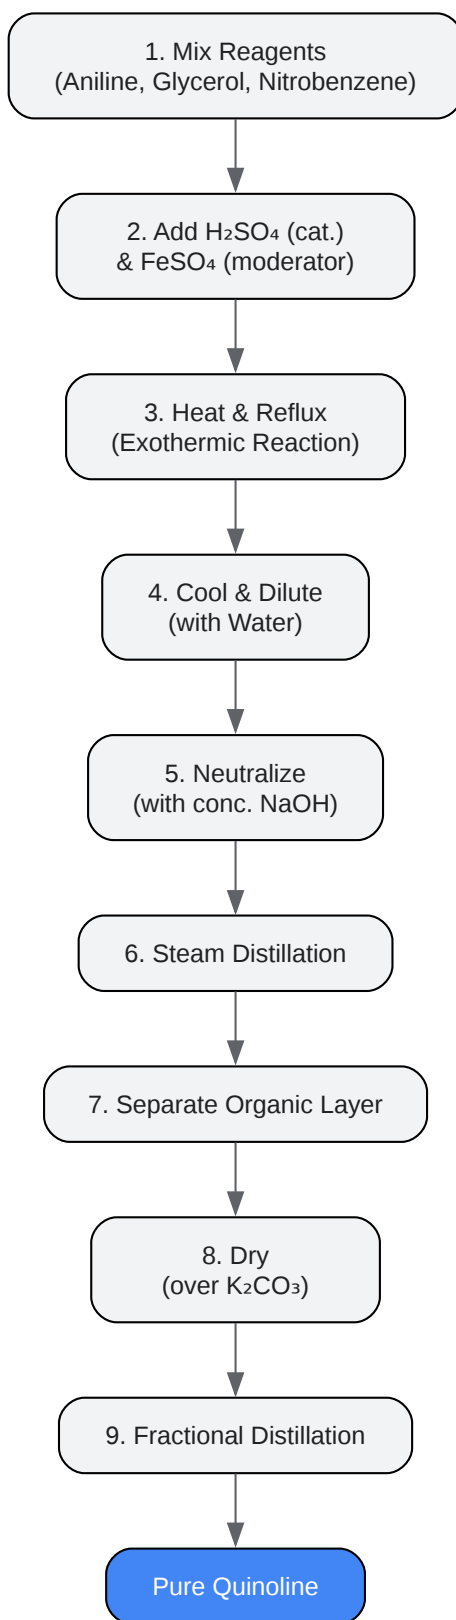 1. Mix Reagents
(Aniline, Glycerol, Nitrobenzene)
2. Add H₂SO₄ (cat.)
& FeSO₄ (moderator)
3. Heat & Reflux
(Exothermic Reaction)
4. Cool & Dilute
(with Water)
5. Neutralize
(with conc. NaOH)
6. Steam Distillation
7. Separate Organic Layer
8. Dry
(over K₂CO₃)
9. Fractional Distillation
Pure Quinoline